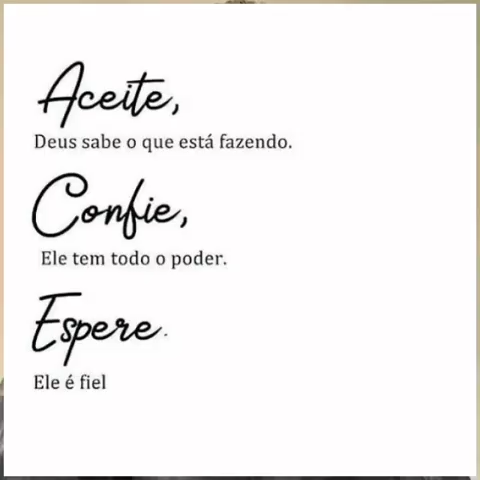 Aceite,
Deus sabe o que está fazendo.
Confie,
Ele tem todo o poder.
Espere.
Ele é fiel